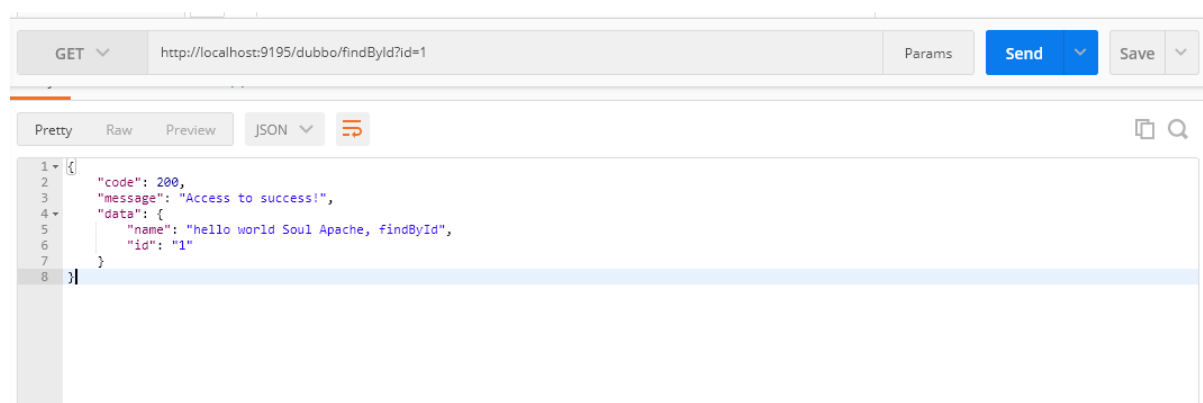 GET http://localhost:9195/dubbo/findById?id=1 Params Send Save
Pretty Raw Preview JSON
1 {
2 "code": 200,
3 "message": "Access to success!",
4 "data": {
5 "name": "hello world Soul Apache, findById",
6 "id": "1"
7 }
8 }